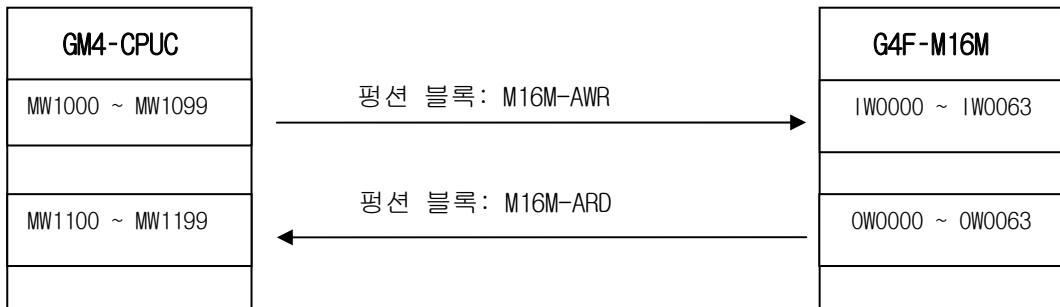 GM4-CPUC
G4F-M16M
MW1000 ~ MW1099
펑션 블록: M16M-AWR
IW0000 ~ IW0063
MW1100 ~ MW1199
펑션 블록: M16M-ARD
OW0000 ~ OW0063